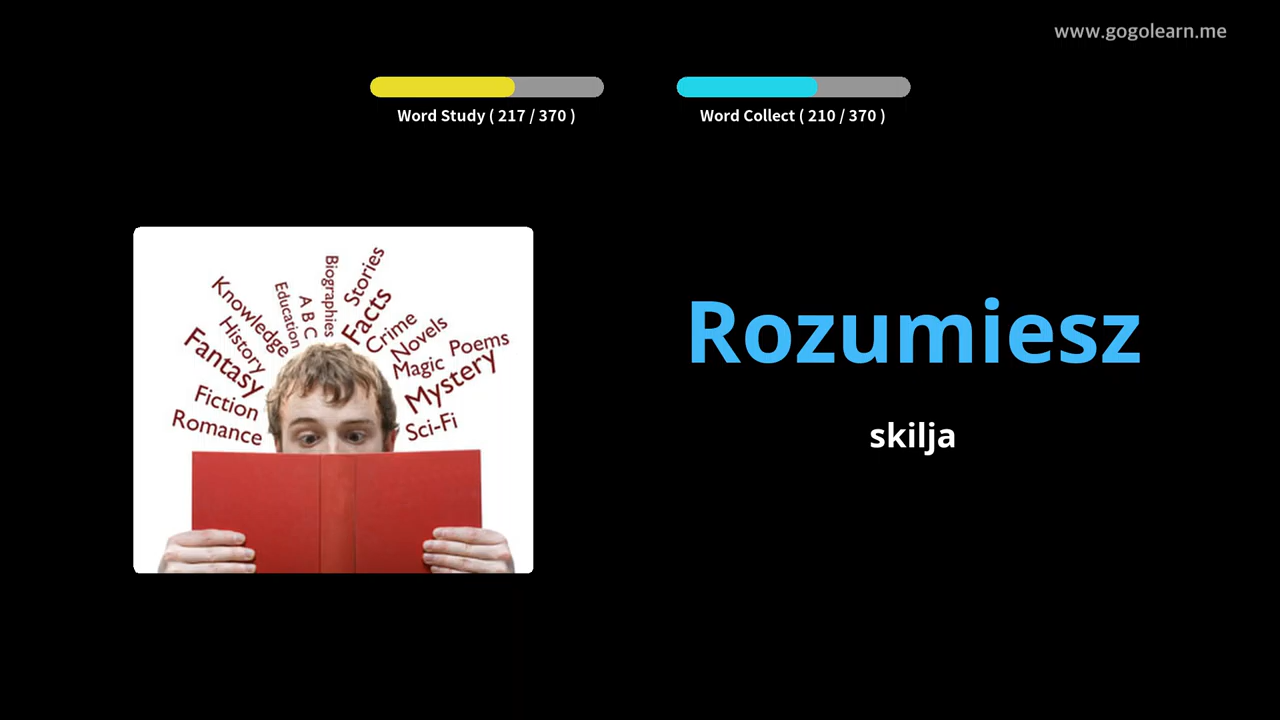 www.gogolearn.me
Word Study ( 217 / 370 )
Word Collect ( 210 / 370 )
Knowledge
Education
A B C
Biographies
Stories
Facts
Crime
Novels
Poems
History
Fantasy
Magic
Mystery
Fiction
Romance
Sci-Fi
Rozumiesz
skilja